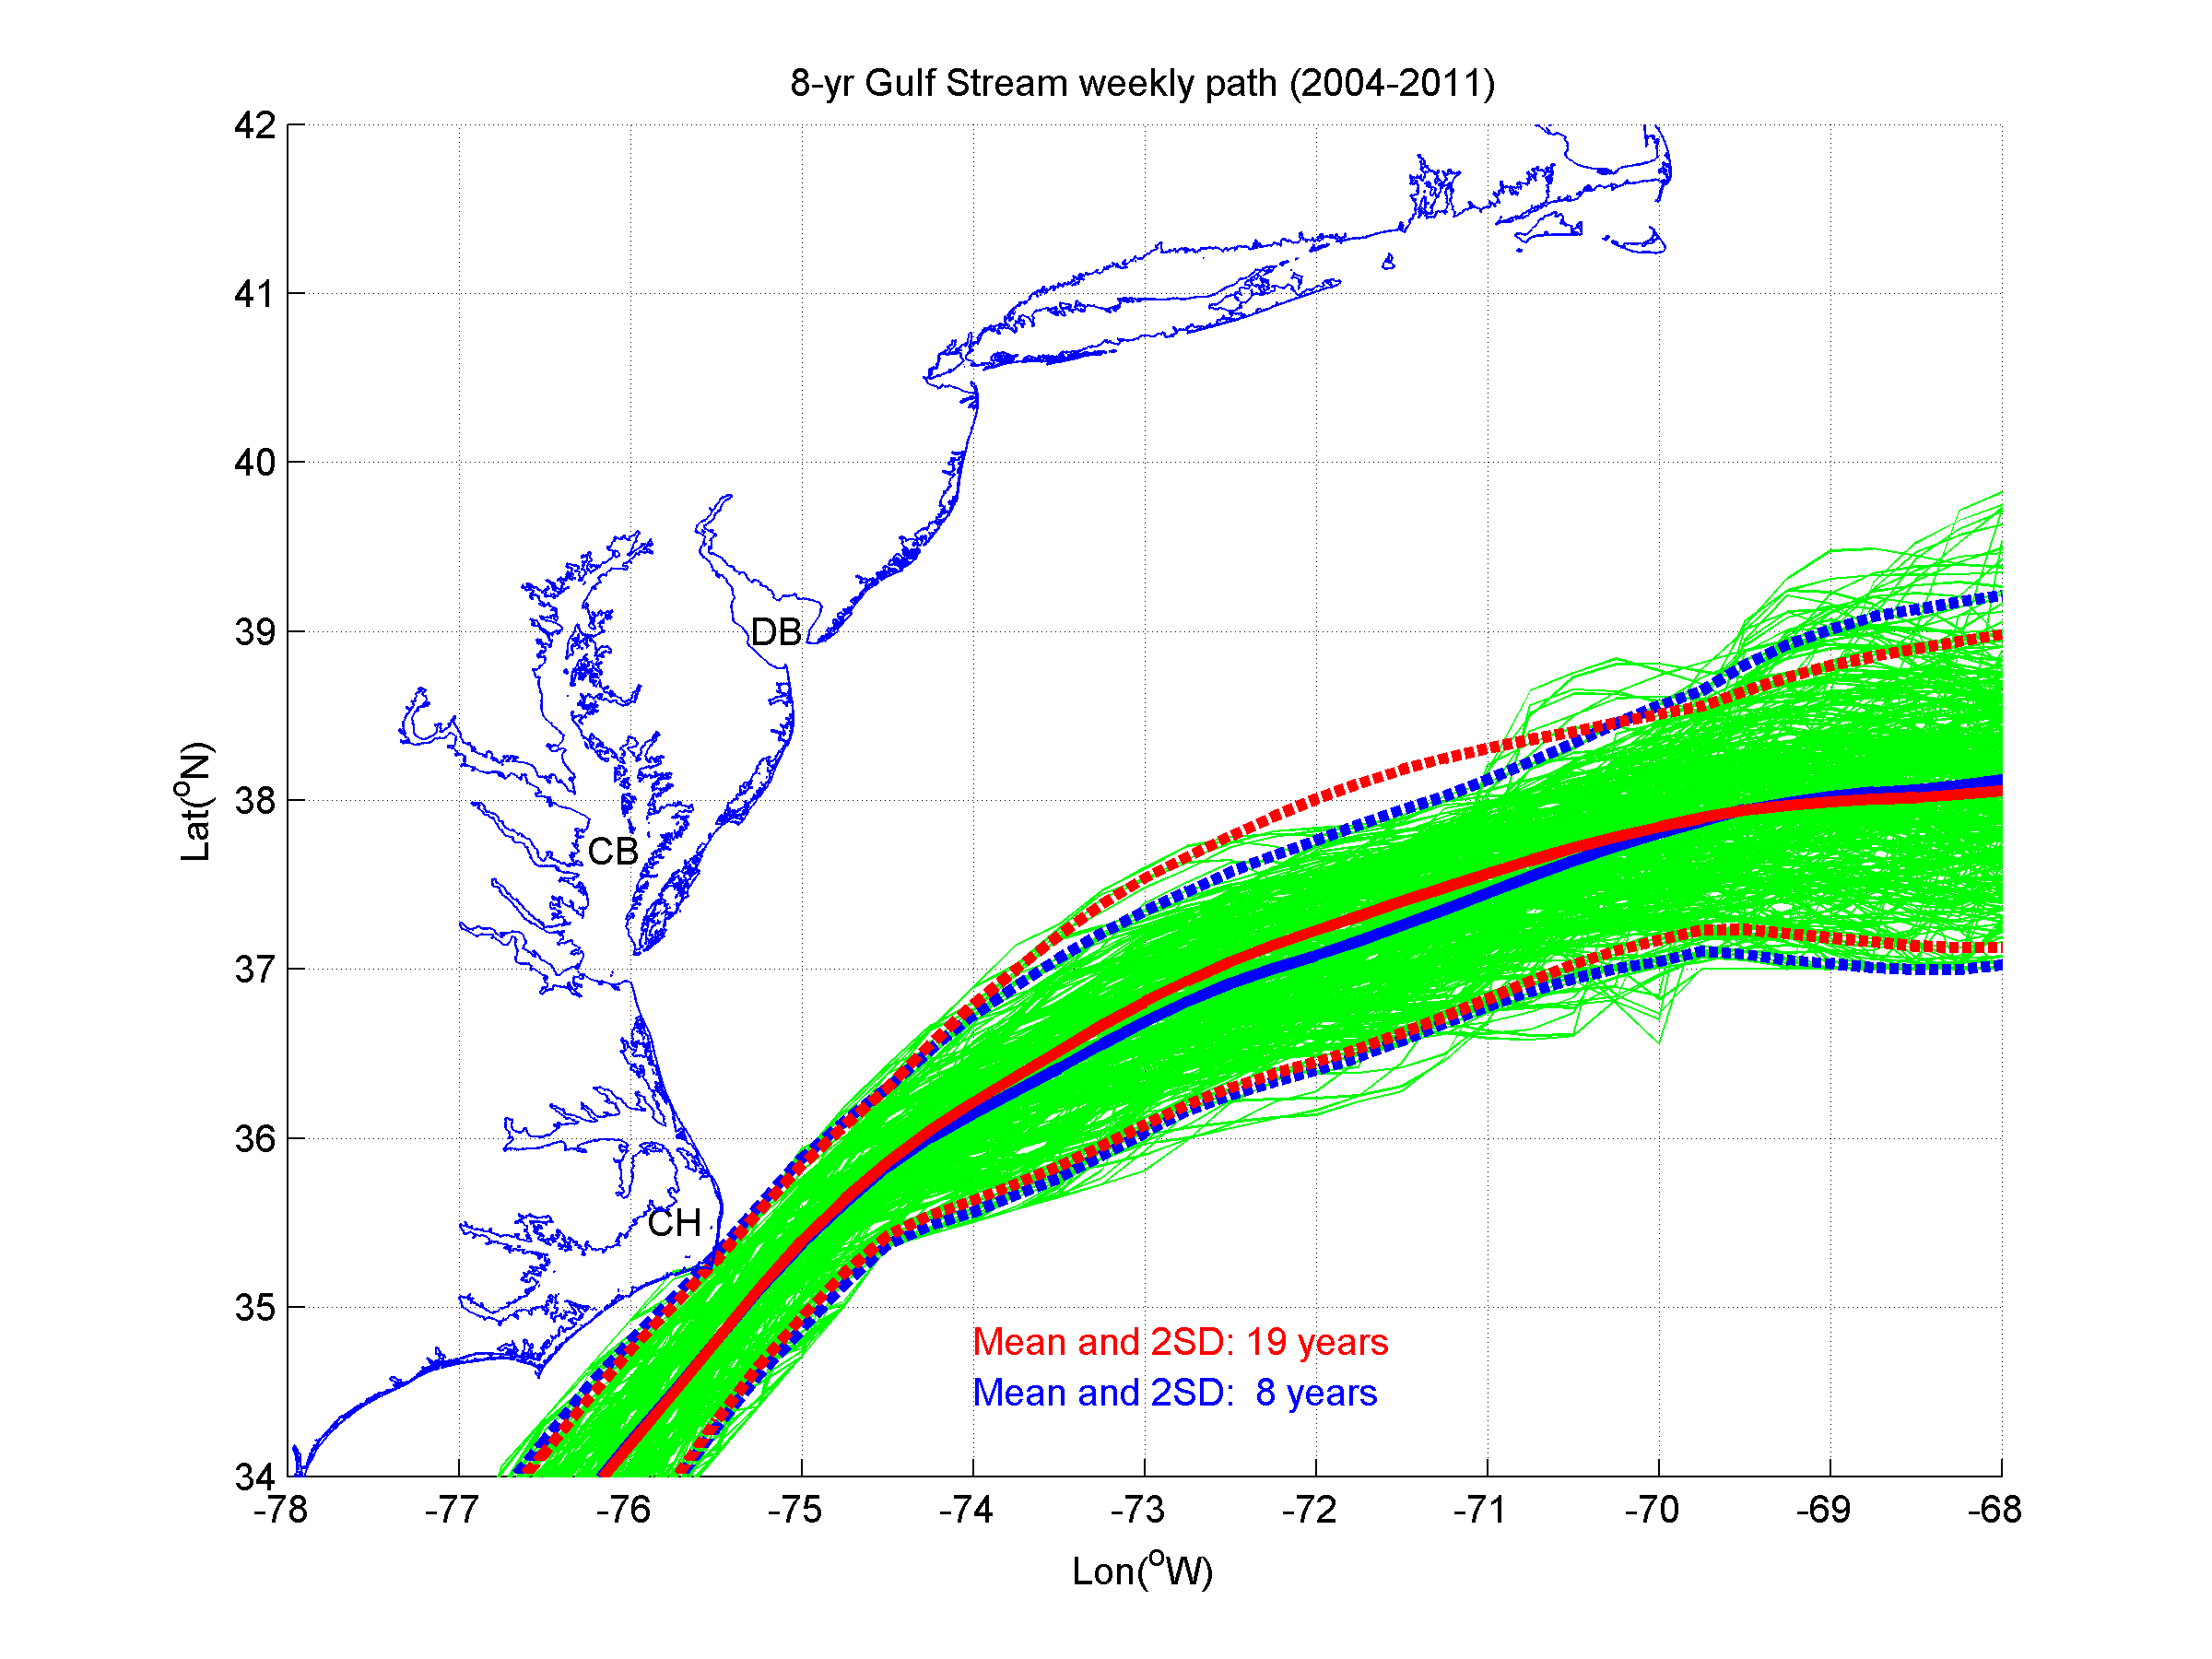 8-yr Gulf Stream weekly path (2004-2011)
42
41
40
39
38
37
36
35
34
Lat(°N)
DB
CB
CH
Mean and 2SD: 19 years
Mean and 2SD:  8 years
-78 -77 -76 -75 -74 -73 -72 -71 -70 -69 -68
Lon(°W)